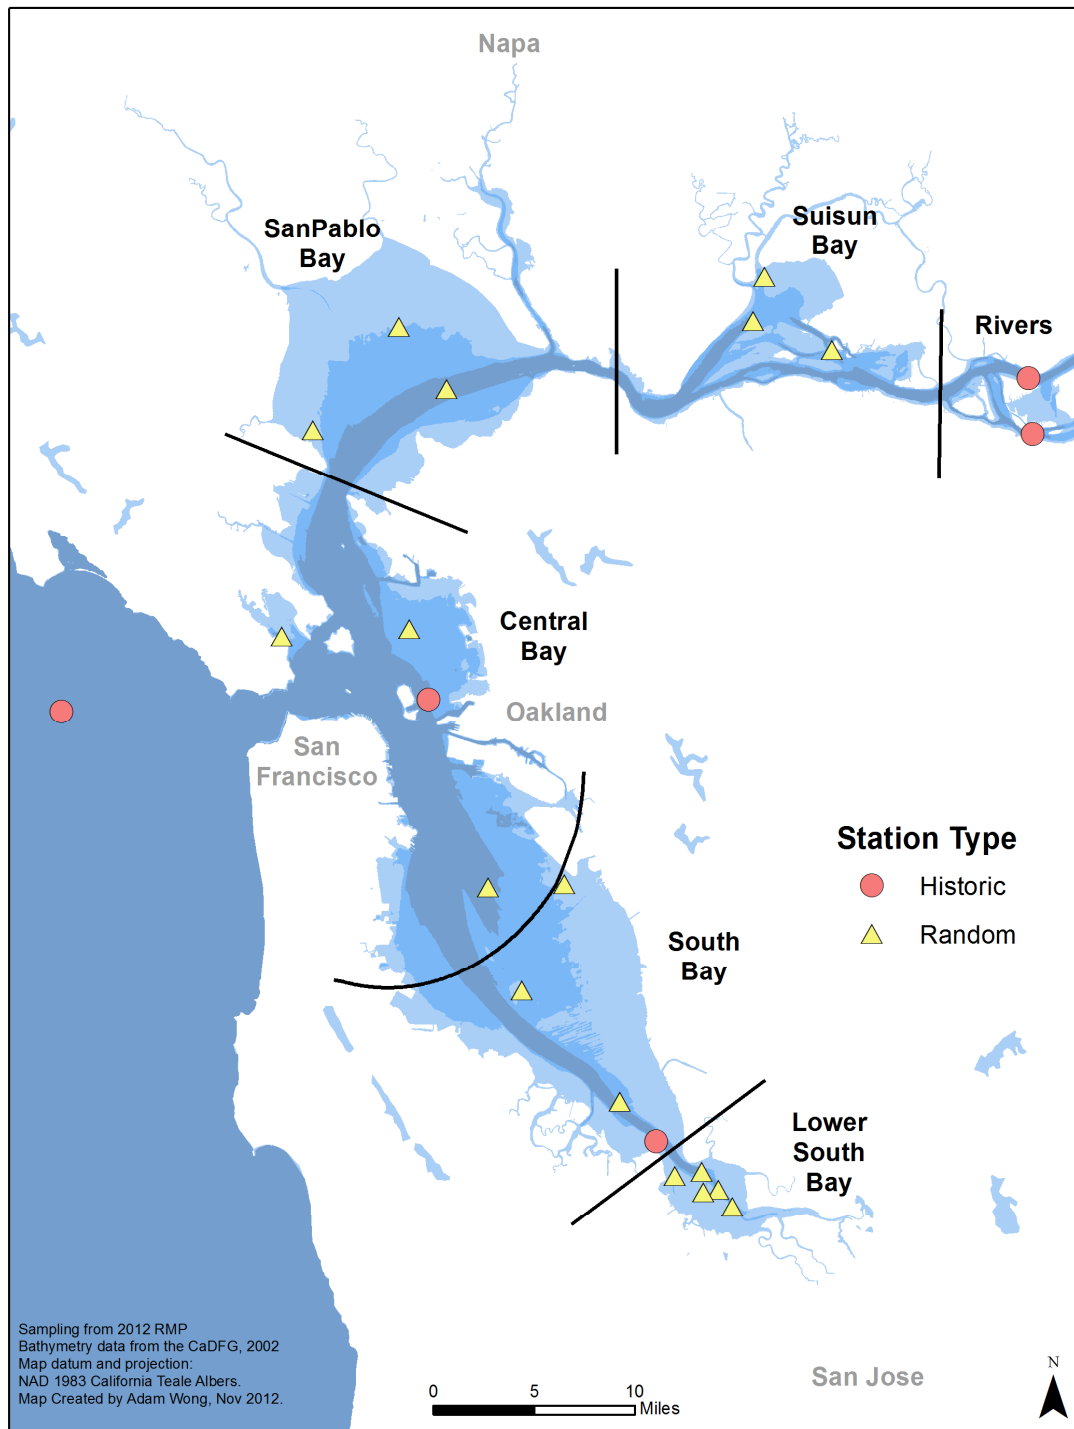 Napa
SanPablo
Bay
Suisun
Bay
Rivers
Central
Bay
Oakland
San
Francisco
Station Type
Historic
Random
South
Bay
Lower
South
Bay
Sampling from 2012 RMP
Bathymetry data from the CaDFG, 2002
Map datum and projection:
NAD 1983 California Teale Albers.
Map Created by Adam Wong, Nov 2012.
San Jose
N
0 5 10
Miles